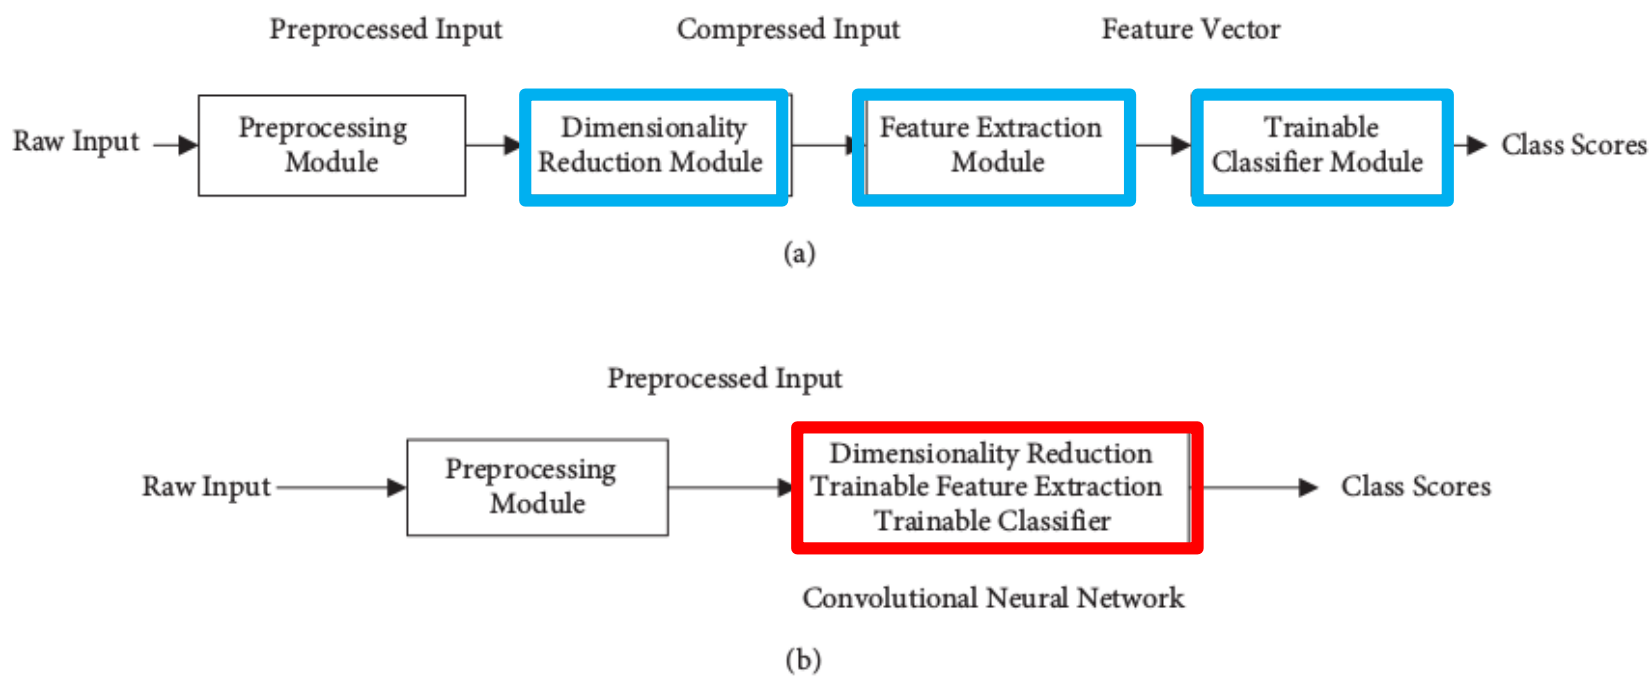 Preprocessed Input
Compressed Input
Feature Vector
Raw Input
Preprocessing
Module
Dimensionality
Reduction Module
Feature Extraction
Module
Trainable
Classifier Module
Class Scores
(a)
Preprocessed Input
Raw Input
Preprocessing
Module
Dimensionality Reduction
Trainable Feature Extraction
Trainable Classifier
Class Scores
Convolutional Neural Network
(b)